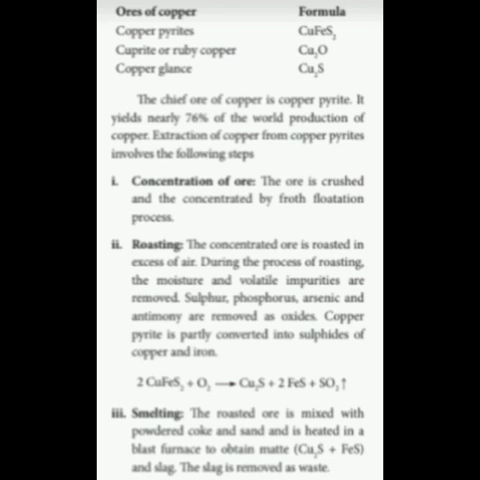 Ores of copper Formula
Copper pyrites CuFeS₂
Cuprite or ruby copper Cu₂O
Copper glance Cu₂S
The chief ore of copper is copper pyrite. It
yields nearly 76% of the world production of
copper. Extraction of copper from copper pyrites
involves the following steps
i. Concentration of ore: The ore is crushed
and the concentrated by froth floatation
process.
ii. Roasting: The concentrated ore is roasted in
excess of air. During the process of roasting,
the moisture and volatile impurities are
removed. Sulphur, phosphorus, arsenic and
antimony are removed as oxides. Copper
pyrite is partly converted into sulphides of
copper and iron.
2 CuFeS₂ + O₂ ⟶ Cu₂S + 2 FeS + SO₂ ↑
iii. Smelting: The roasted ore is mixed with
powdered coke and sand and is heated in a
blast furnace to obtain matte (Cu₂S + FeS)
and slag. The slag is removed as waste.